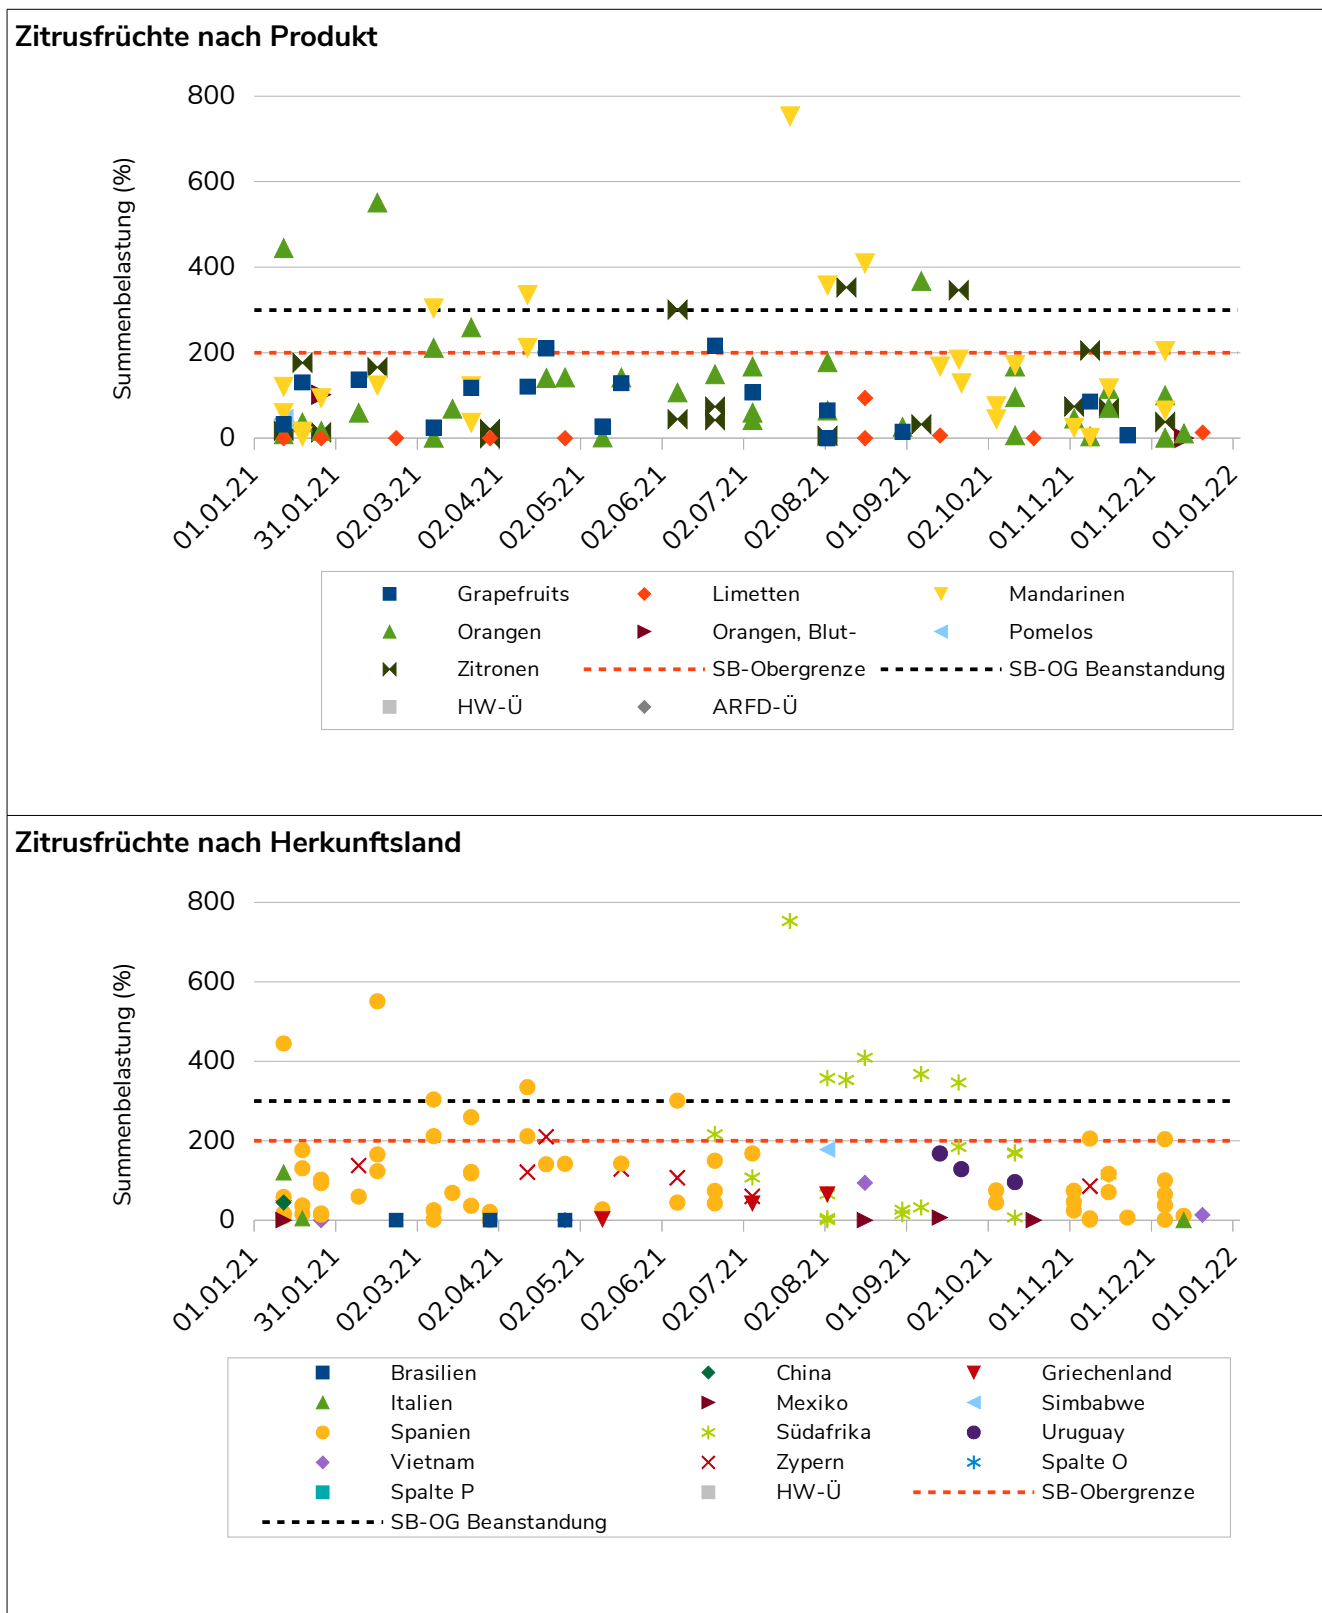 Zitrusfrüchte nach Produkt
800
600
400
200
0
Summenbelastung (%)
01.01.21
31.01.21
02.03.21
02.04.21
02.05.21
02.06.21
02.07.21
02.08.21
01.09.21
02.10.21
01.11.21
01.12.21
01.01.22
Grapefruits Limetten Mandarinen
Orangen Orangen, Blut- Pomelos
Zitronen SB-Obergrenze SB-OG Beanstandung
HW-Ü ARFD-Ü
Zitrusfrüchte nach Herkunftsland
800
600
400
200
0
Summenbelastung (%)
01.01.21
31.01.21
02.03.21
02.04.21
02.05.21
02.06.21
02.07.21
02.08.21
01.09.21
02.10.21
01.11.21
01.12.21
01.01.22
Brasilien China Griechenland
Italien Mexiko Simbabwe
Spanien Südafrika Uruguay
Vietnam Zypern Spalte O
Spalte P HW-Ü SB-Obergrenze
SB-OG Beanstandung